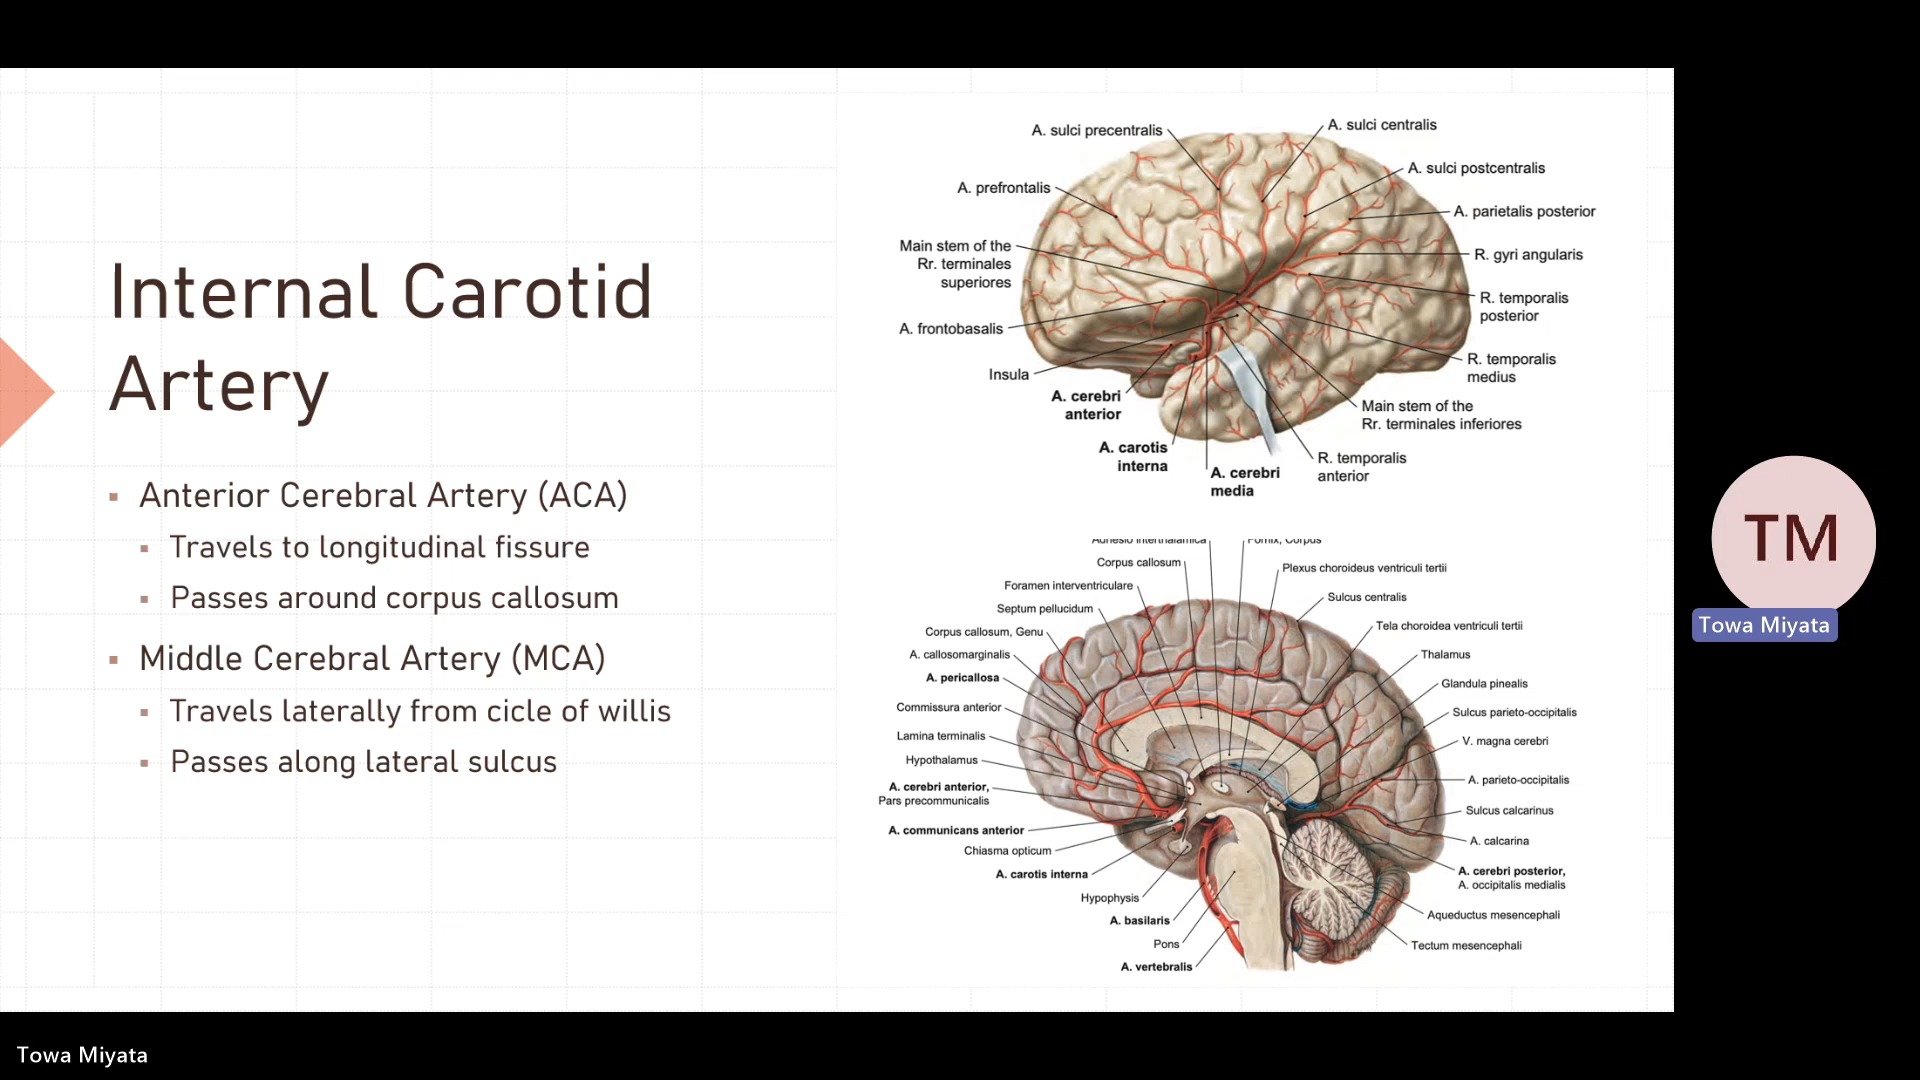 Internal Carotid
Artery
Anterior Cerebral Artery (ACA)
Travels to longitudinal fissure
Passes around corpus callosum
Middle Cerebral Artery (MCA)
Travels laterally from cicle of willis
Passes along lateral sulcus
A. sulci precentralis
A. sulci centralis
A. sulci postcentralis
A. prefrontalis
A. parietalis posterior
Main stem of the
Rr. terminales
superiores
R. gyri angularis
R. temporalis
posterior
A. frontobasalis
R. temporalis
medius
Insula
A. cerebri
anterior
Main stem of the
Rr. terminales inferiores
A. carotis
interna
A. cerebri
media
R. temporalis
anterior
Adhesio interthalamica
Fornix, Corpus
Corpus callosum
Plexus choroideus ventriculi tertii
Foramen interventriculare
Sulcus centralis
Septum pellucidum
Tela choroidea ventriculi tertii
Corpus callosum, Genu
Thalamus
A. callosomarginalis
Glandula pinealis
A. pericallosa
Sulcus parieto-occipitalis
Commissura anterior
V. magna cerebri
Lamina terminalis
A. parieto-occipitalis
Hypothalamus
Sulcus calcarinus
A. cerebri anterior,
Pars precommunicalis
A. calcarina
A. communicans anterior
A. cerebri posterior,
A. occipitalis medialis
Chiasma opticum
A. carotis interna
Aqueductus mesencephali
Hypophysis
Tectum mesencephali
A. basilaris
Pons
A. vertebralis
TM
Towa Miyata
Towa Miyata